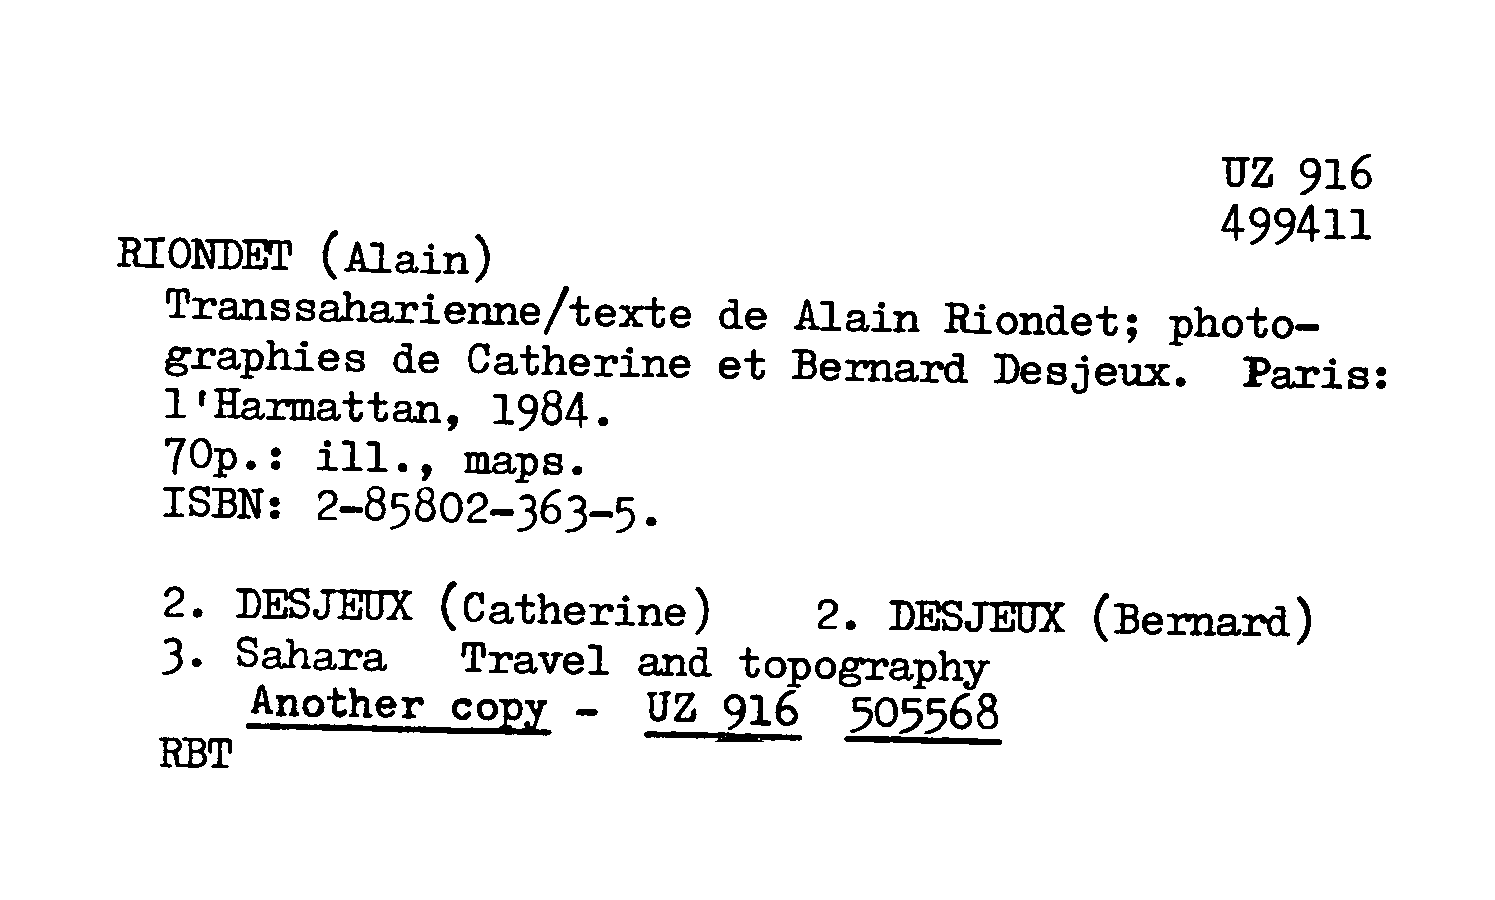 UZ 916
499411
RIONDET (Alain)
Transsaharienne/texte de Alain Riondet; photo-
graphies de Catherine et Bernard Desjeux. Paris:
l'Harmattan, 1984.
70p.: ill., maps.
ISBN: 2-85802-363-5.
2. DESJEUX (Catherine) 2. DESJEUX (Bernard)
3. Sahara Travel and topography
Another copy - UZ 916 505568
RBT